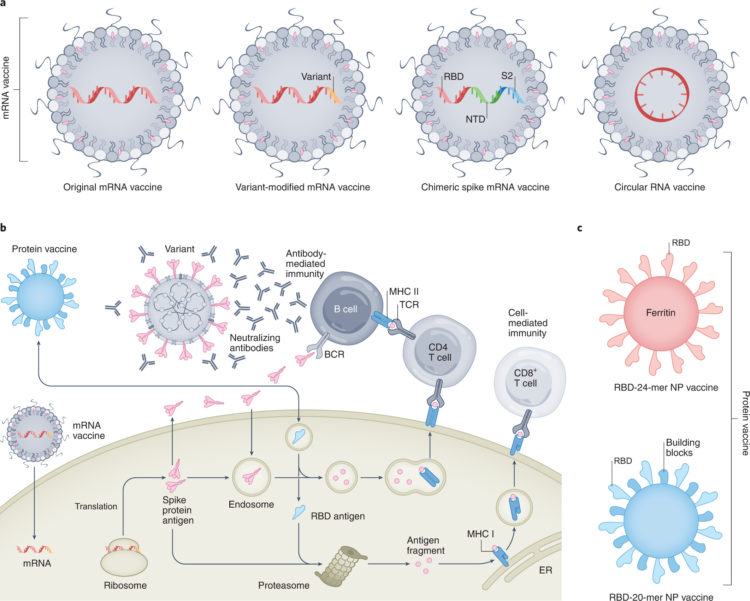 a
mRNA vaccine
Variant
RBD
S2
NTD
Original mRNA vaccine
Variant-modified mRNA vaccine
Chimeric spike mRNA vaccine
Circular RNA vaccine
b
Protein vaccine
Variant
Antibody-
mediated
immunity
B cell
MHC II
TCR
Neutralizing
antibodies
BCR
CD4
T cell
Cell-
mediated
immunity
CD8+
T cell
mRNA
vaccine
Translation
Spike
protein
antigen
Endosome
RBD antigen
mRNA
Ribosome
Proteasome
Antigen
fragment
MHC I
ER
c
RBD
Ferritin
RBD-24-mer NP vaccine
Protein vaccine
RBD
Building
blocks
RBD-20-mer NP vaccine